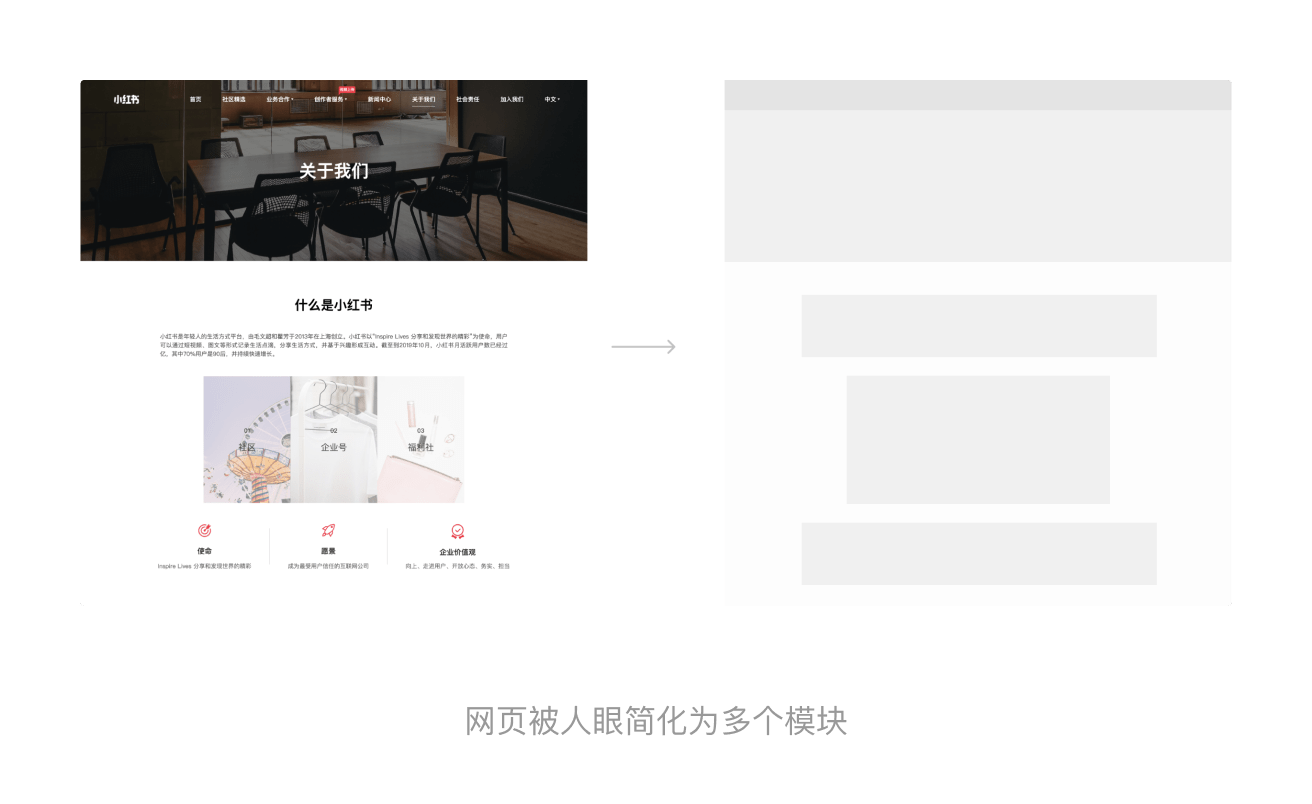 小红书
首页
社区精选
业务合作
创作者服务
新闻中心
关于我们
社会责任
加入我们
中文
关于我们
什么是小红书
小红书是年轻人的生活方式平台，由毛文超和瞿芳于2013年在上海创立。小红书以“Inspire Lives 分享和发现世界的精彩”为使命，用户
可以通过短视频、图文等形式记录生活点滴，分享生活方式，并基于兴趣形成互动。截至到2019年10月，小红书月活跃用户数已经过
亿，其中70%用户是90后，并持续快速增长。
01
社区
02
企业号
03
福利社
使命
Inspire Lives 分享和发现世界的精彩
愿景
成为最受用户信任的互联网公司
企业价值观
向上、走进用户、开放心态、务实、担当
网页被人眼简化为多个模块